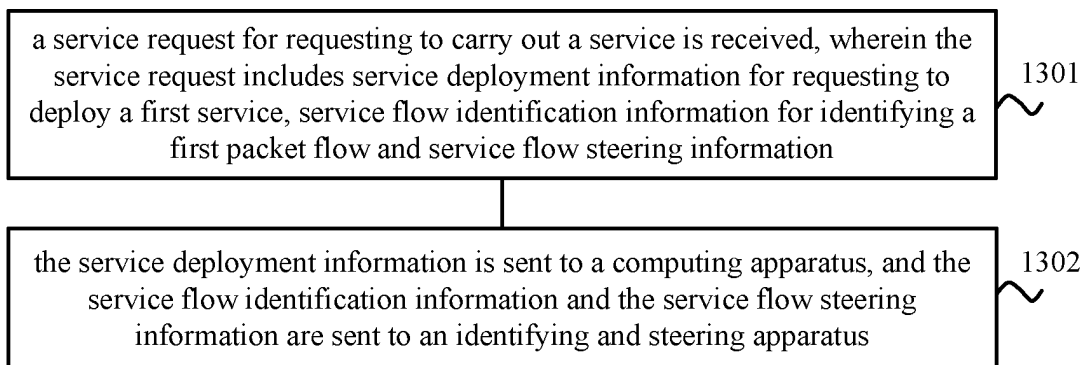 a service request for requesting to carry out a service is received, wherein the
service request includes service deployment information for requesting to
deploy a first service, service flow identification information for identifying a
first packet flow and service flow steering information
1301
the service deployment information is sent to a computing apparatus, and the
service flow identification information and the service flow steering
information are sent to an identifying and steering apparatus
1302